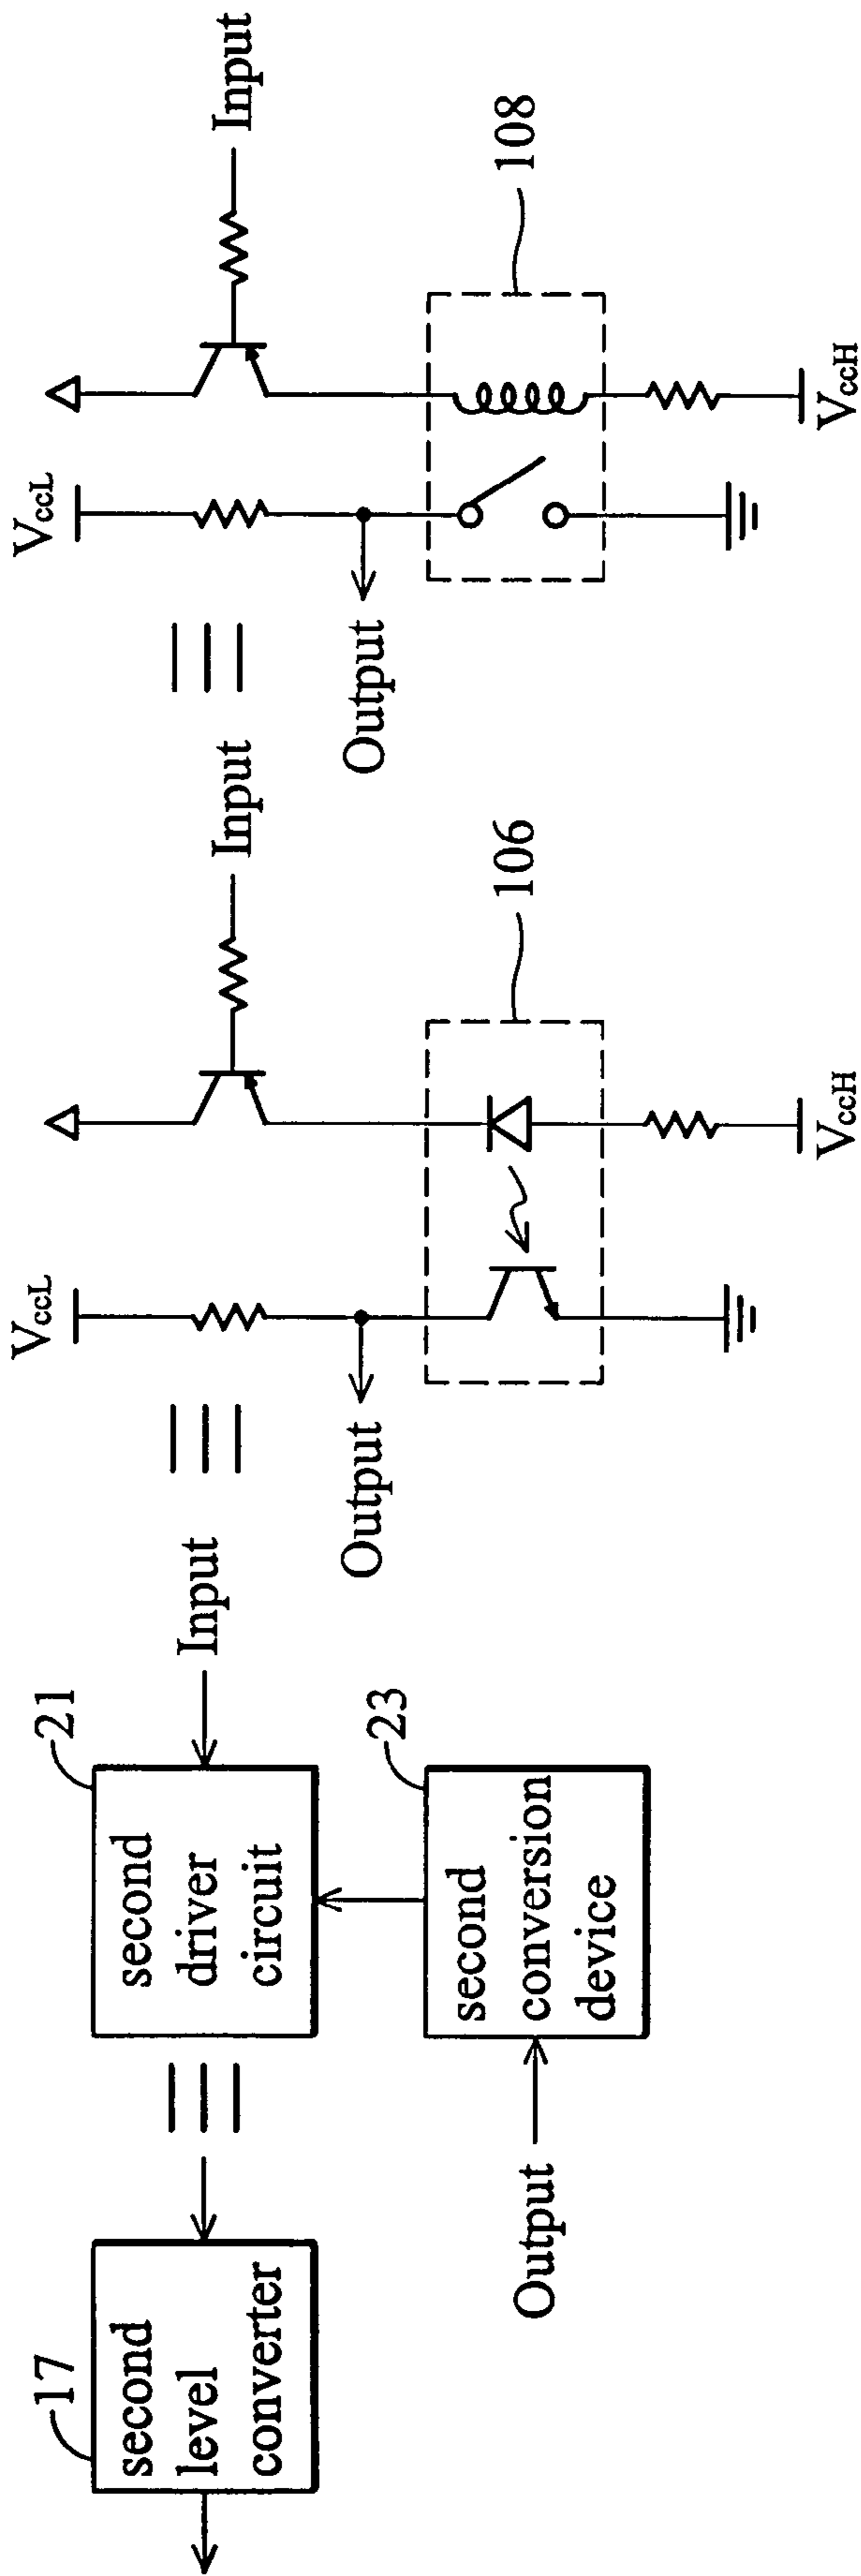 17
second
level
converter
21
second
driver
circuit
Input
23
second
conversion
device
Output
VccL
Input
Output
106
VccH
VccL
Input
Output
108
VccH